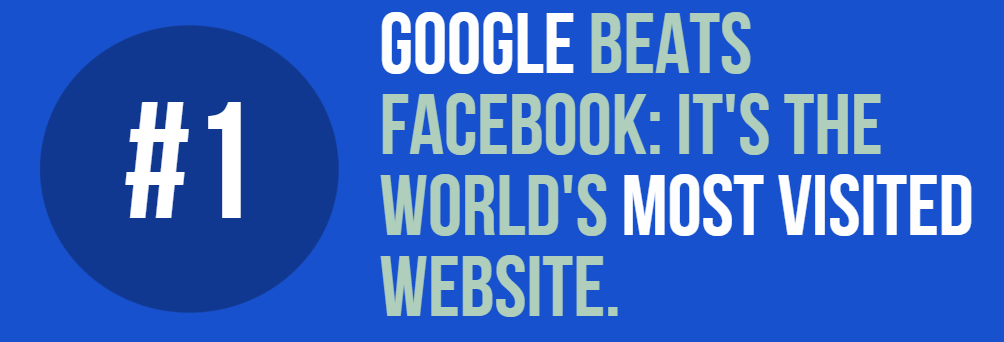 #1
GOOGLE BEATS
FACEBOOK: IT'S THE
WORLD'S MOST VISITED
WEBSITE.